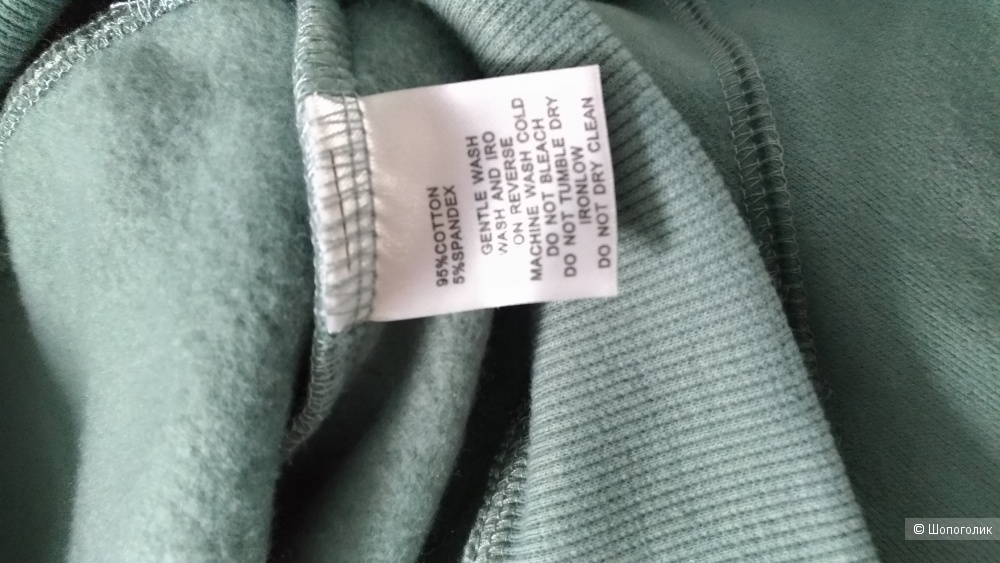 95%COTTON
5%SPANDEX
GENTLE WASH
WASH AND IRO
ON REVERSE
MACHINE WASH COLD
DO NOT BLEACH
DO NOT TUMBLE DRY
IRONLOW
DO NOT DRY CLEAN
© Шопоголик